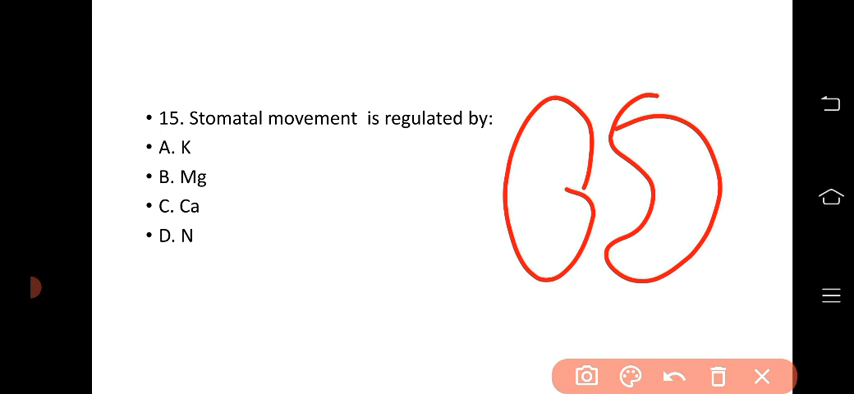 • 15. Stomatal movement  is regulated by:
• A. K
• B. Mg
• C. Ca
• D. N